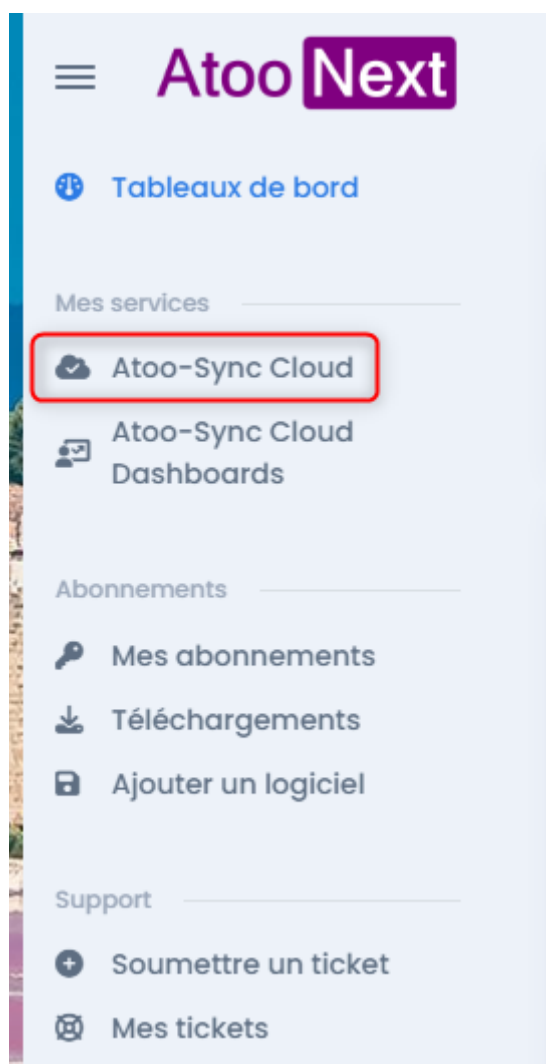 Atoo Next
Tableaux de bord
Mes services
Atoo-Sync Cloud
Atoo-Sync Cloud
Dashboards
Abonnements
Mes abonnements
Téléchargements
Ajouter un logiciel
Support
Soumettre un ticket
Mes tickets